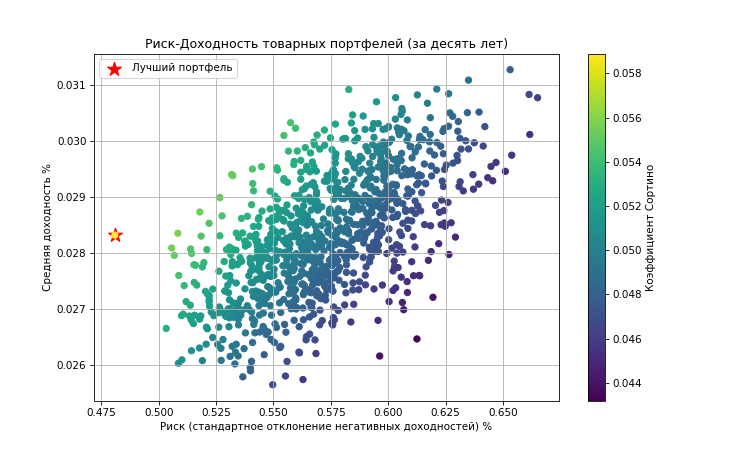 Риск-Доходность товарных портфелей (за десять лет)
Лучший портфель
0.031
0.030
0.029
0.028
0.027
0.026
Средняя доходность %
0.475 0.500 0.525 0.550 0.575 0.600 0.625 0.650
Риск (стандартное отклонение негативных доходностей) %
0.058
0.056
0.054
0.052
0.050
0.048
0.046
0.044
Коэффициент Сортино